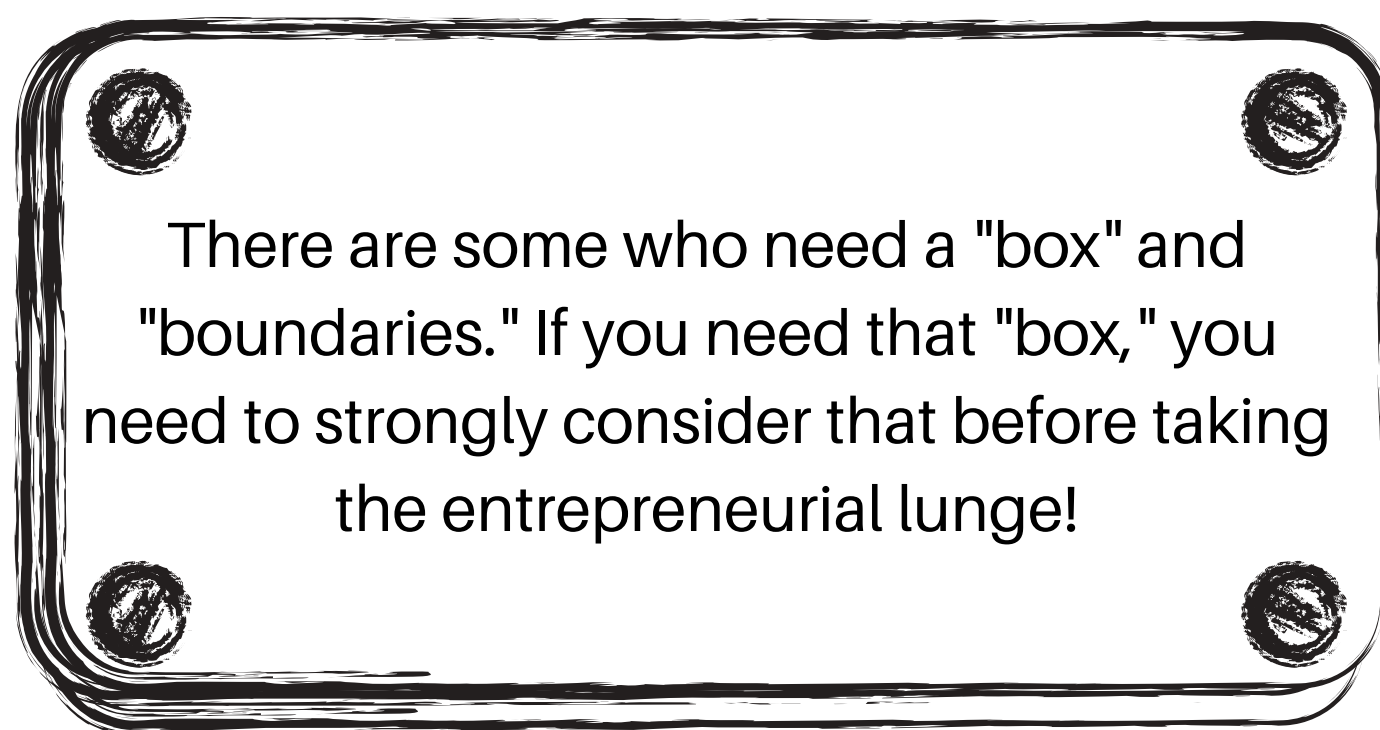 There are some who need a "box" and
"boundaries." If you need that "box," you
need to strongly consider that before taking
the entrepreneurial lunge!